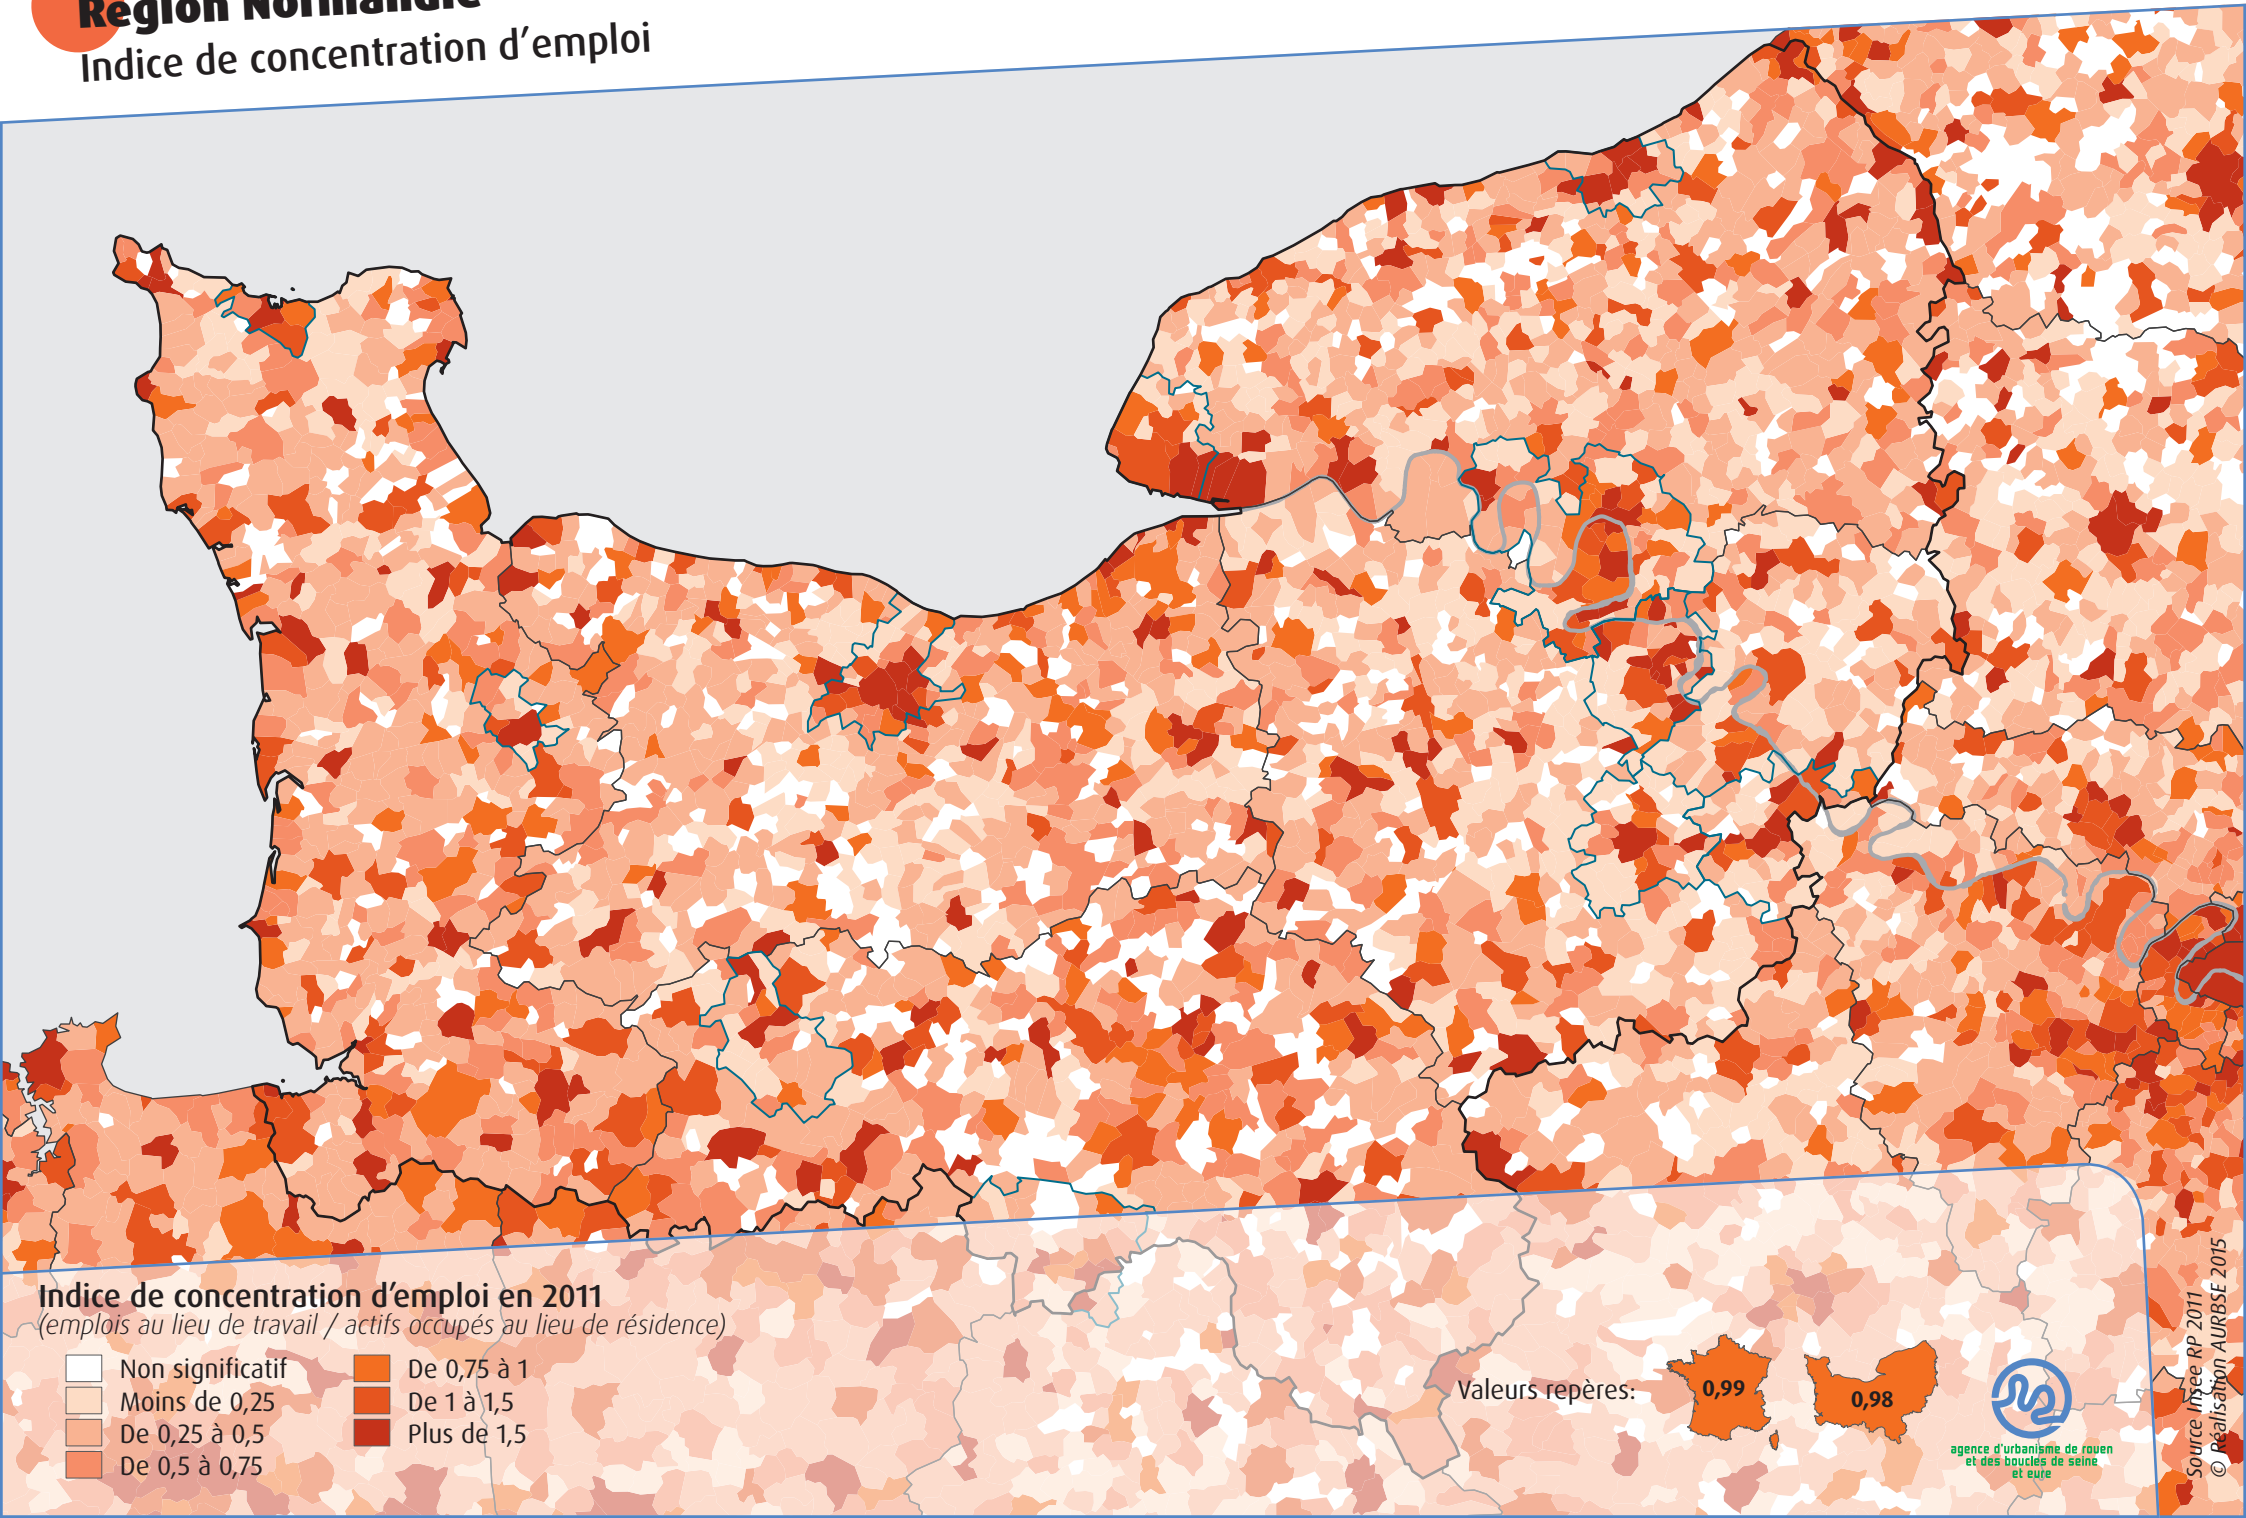 Région Normandie
Indice de concentration d'emploi
Indice de concentration d'emploi en 2011
(emplois au lieu de travail / actifs occupés au lieu de résidence)
Non significatif
Moins de 0,25
De 0,25 à 0,5
De 0,5 à 0,75
De 0,75 à 1
De 1 à 1,5
Plus de 1,5
Valeurs repères:
0,99
0,98
agence d'urbanisme de rouen
et des boucles de seine
et eure
Source Insee RP 2011
© Réalisation AURBSE 2015